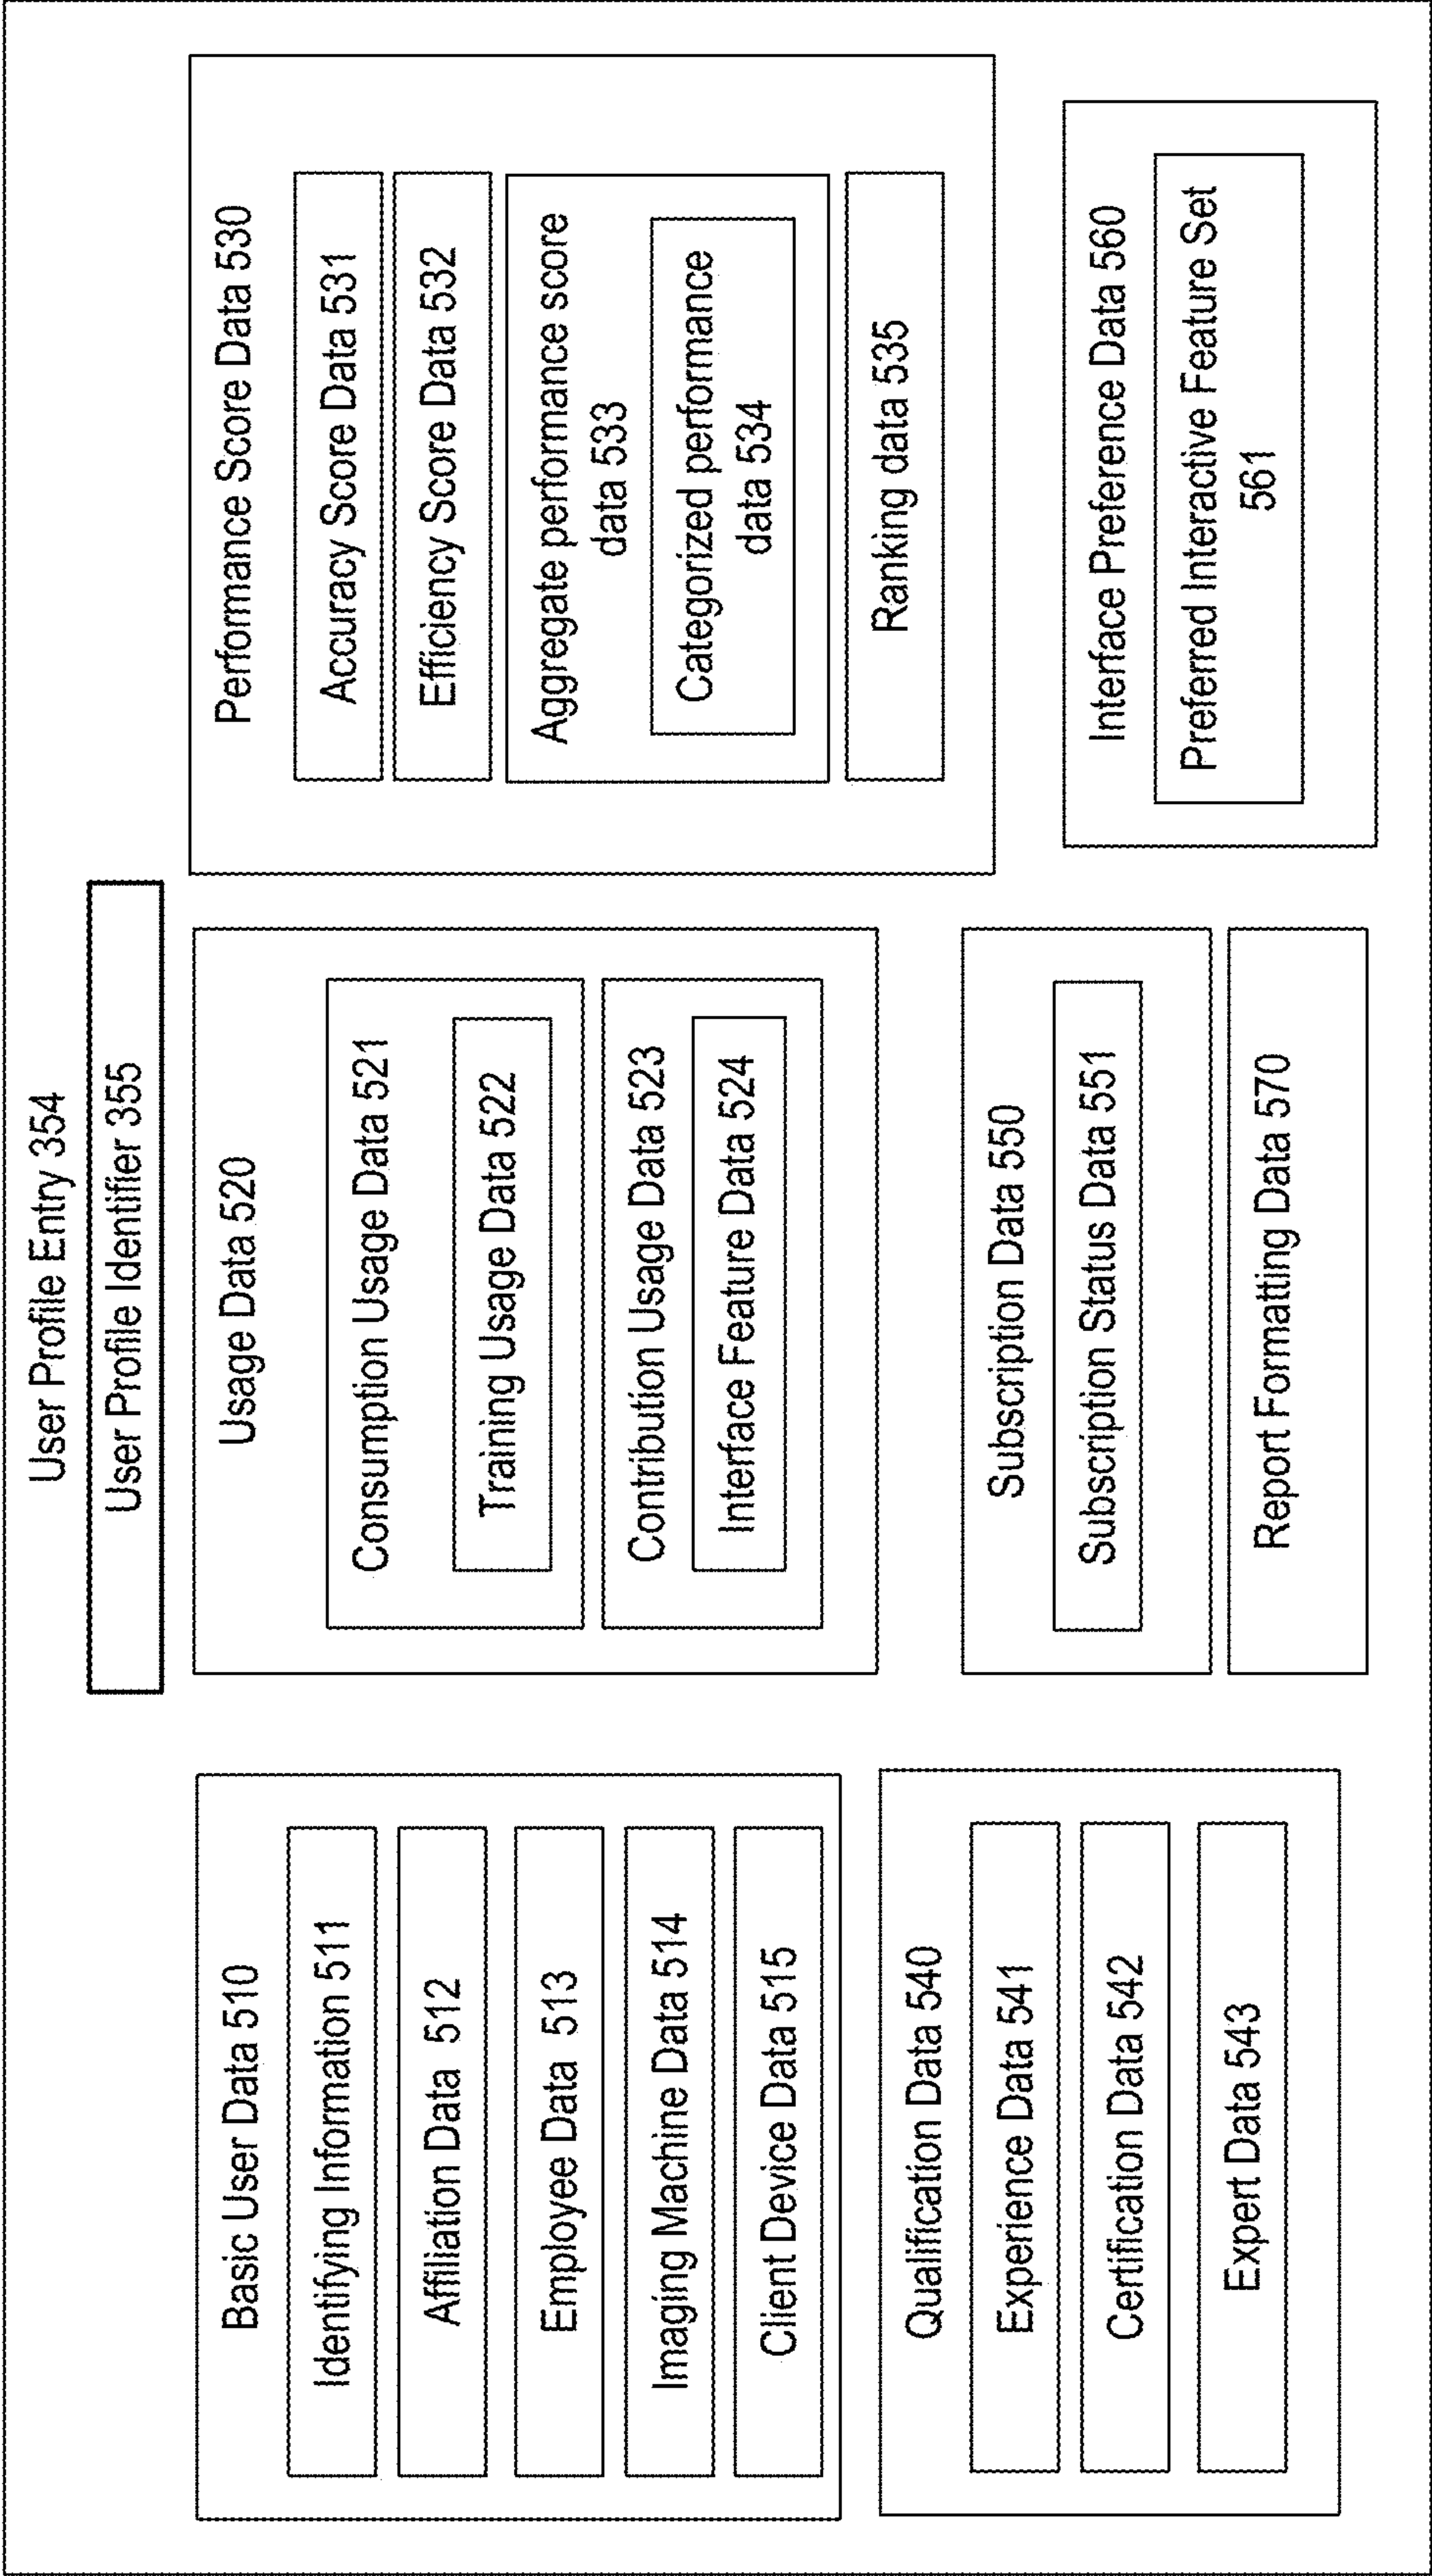 User Profile Entry 354
User Profile Identifier 355
Basic User Data 510
Identifying Information 511
Affiliation Data 512
Employee Data 513
Imaging Machine Data 514
Client Device Data 515
Usage Data 520
Consumption Usage Data 521
Training Usage Data 522
Contribution Usage Data 523
Interface Feature Data 524
Performance Score Data 530
Accuracy Score Data 531
Efficiency Score Data 532
Aggregate performance score
data 533
Categorized performance
data 534
Ranking data 535
Qualification Data 540
Experience Data 541
Certification Data 542
Expert Data 543
Subscription Data 550
Subscription Status Data 551
Report Formatting Data 570
Interface Preference Data 560
Preferred Interactive Feature Set
561